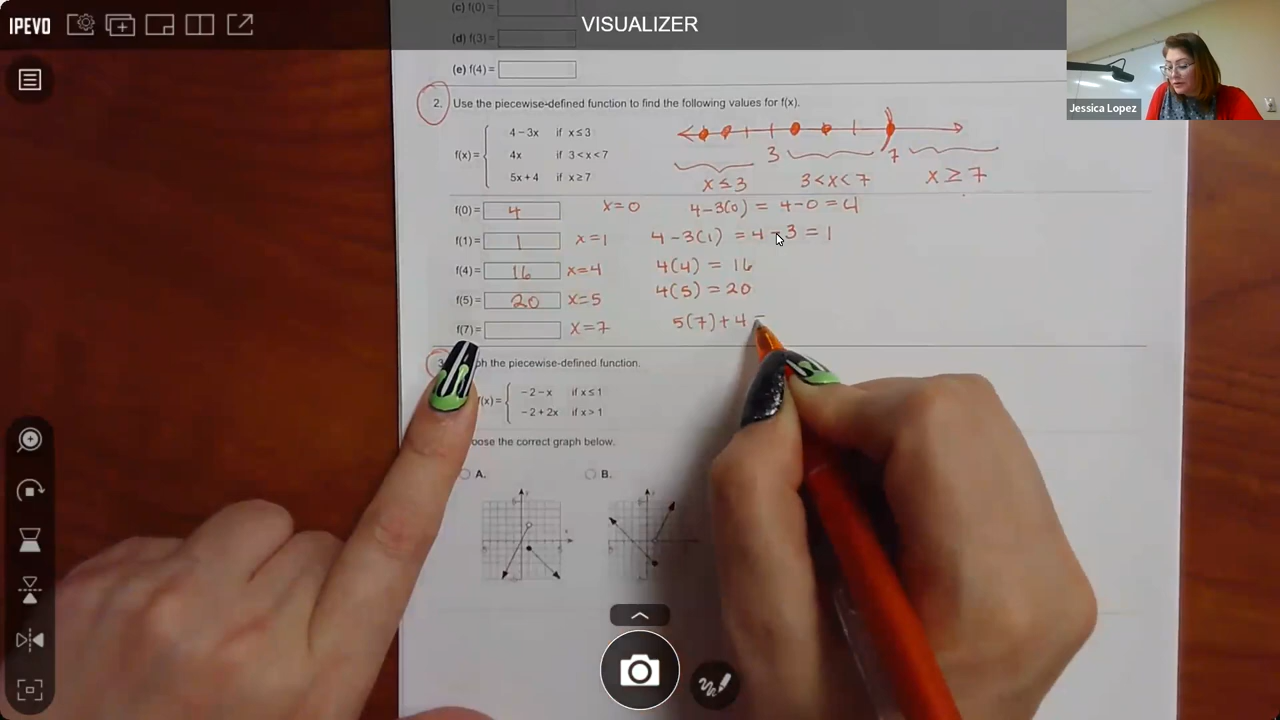 IPEVO
VISUALIZER
Jessica Lopez
(c) f(0) =
(d) f(3) =
(e) f(4) =
2. Use the piecewise-defined function to find the following values for f(x).
f(x) = { 4 − 3x if x ≤ 3
4x if 3 < x < 7
5x + 4 if x ≥ 7
3 7
x ≤ 3 3 < x < 7 x ≥ 7
f(0) = 4 x = 0 4 − 3(0) = 4 − 0 = 4
f(1) = 1 x = 1 4 − 3(1) = 4 − 3 = 1
f(4) = 16 x = 4 4(4) = 16
f(5) = 20 x = 5 4(5) = 20
f(7) = x = 7 5(7) + 4 =
3 ph the piecewise-defined function.
f(x) = { −2 − x if x ≤ 1
−2 + 2x if x > 1
oose the correct graph below.
A. B.
y y
x